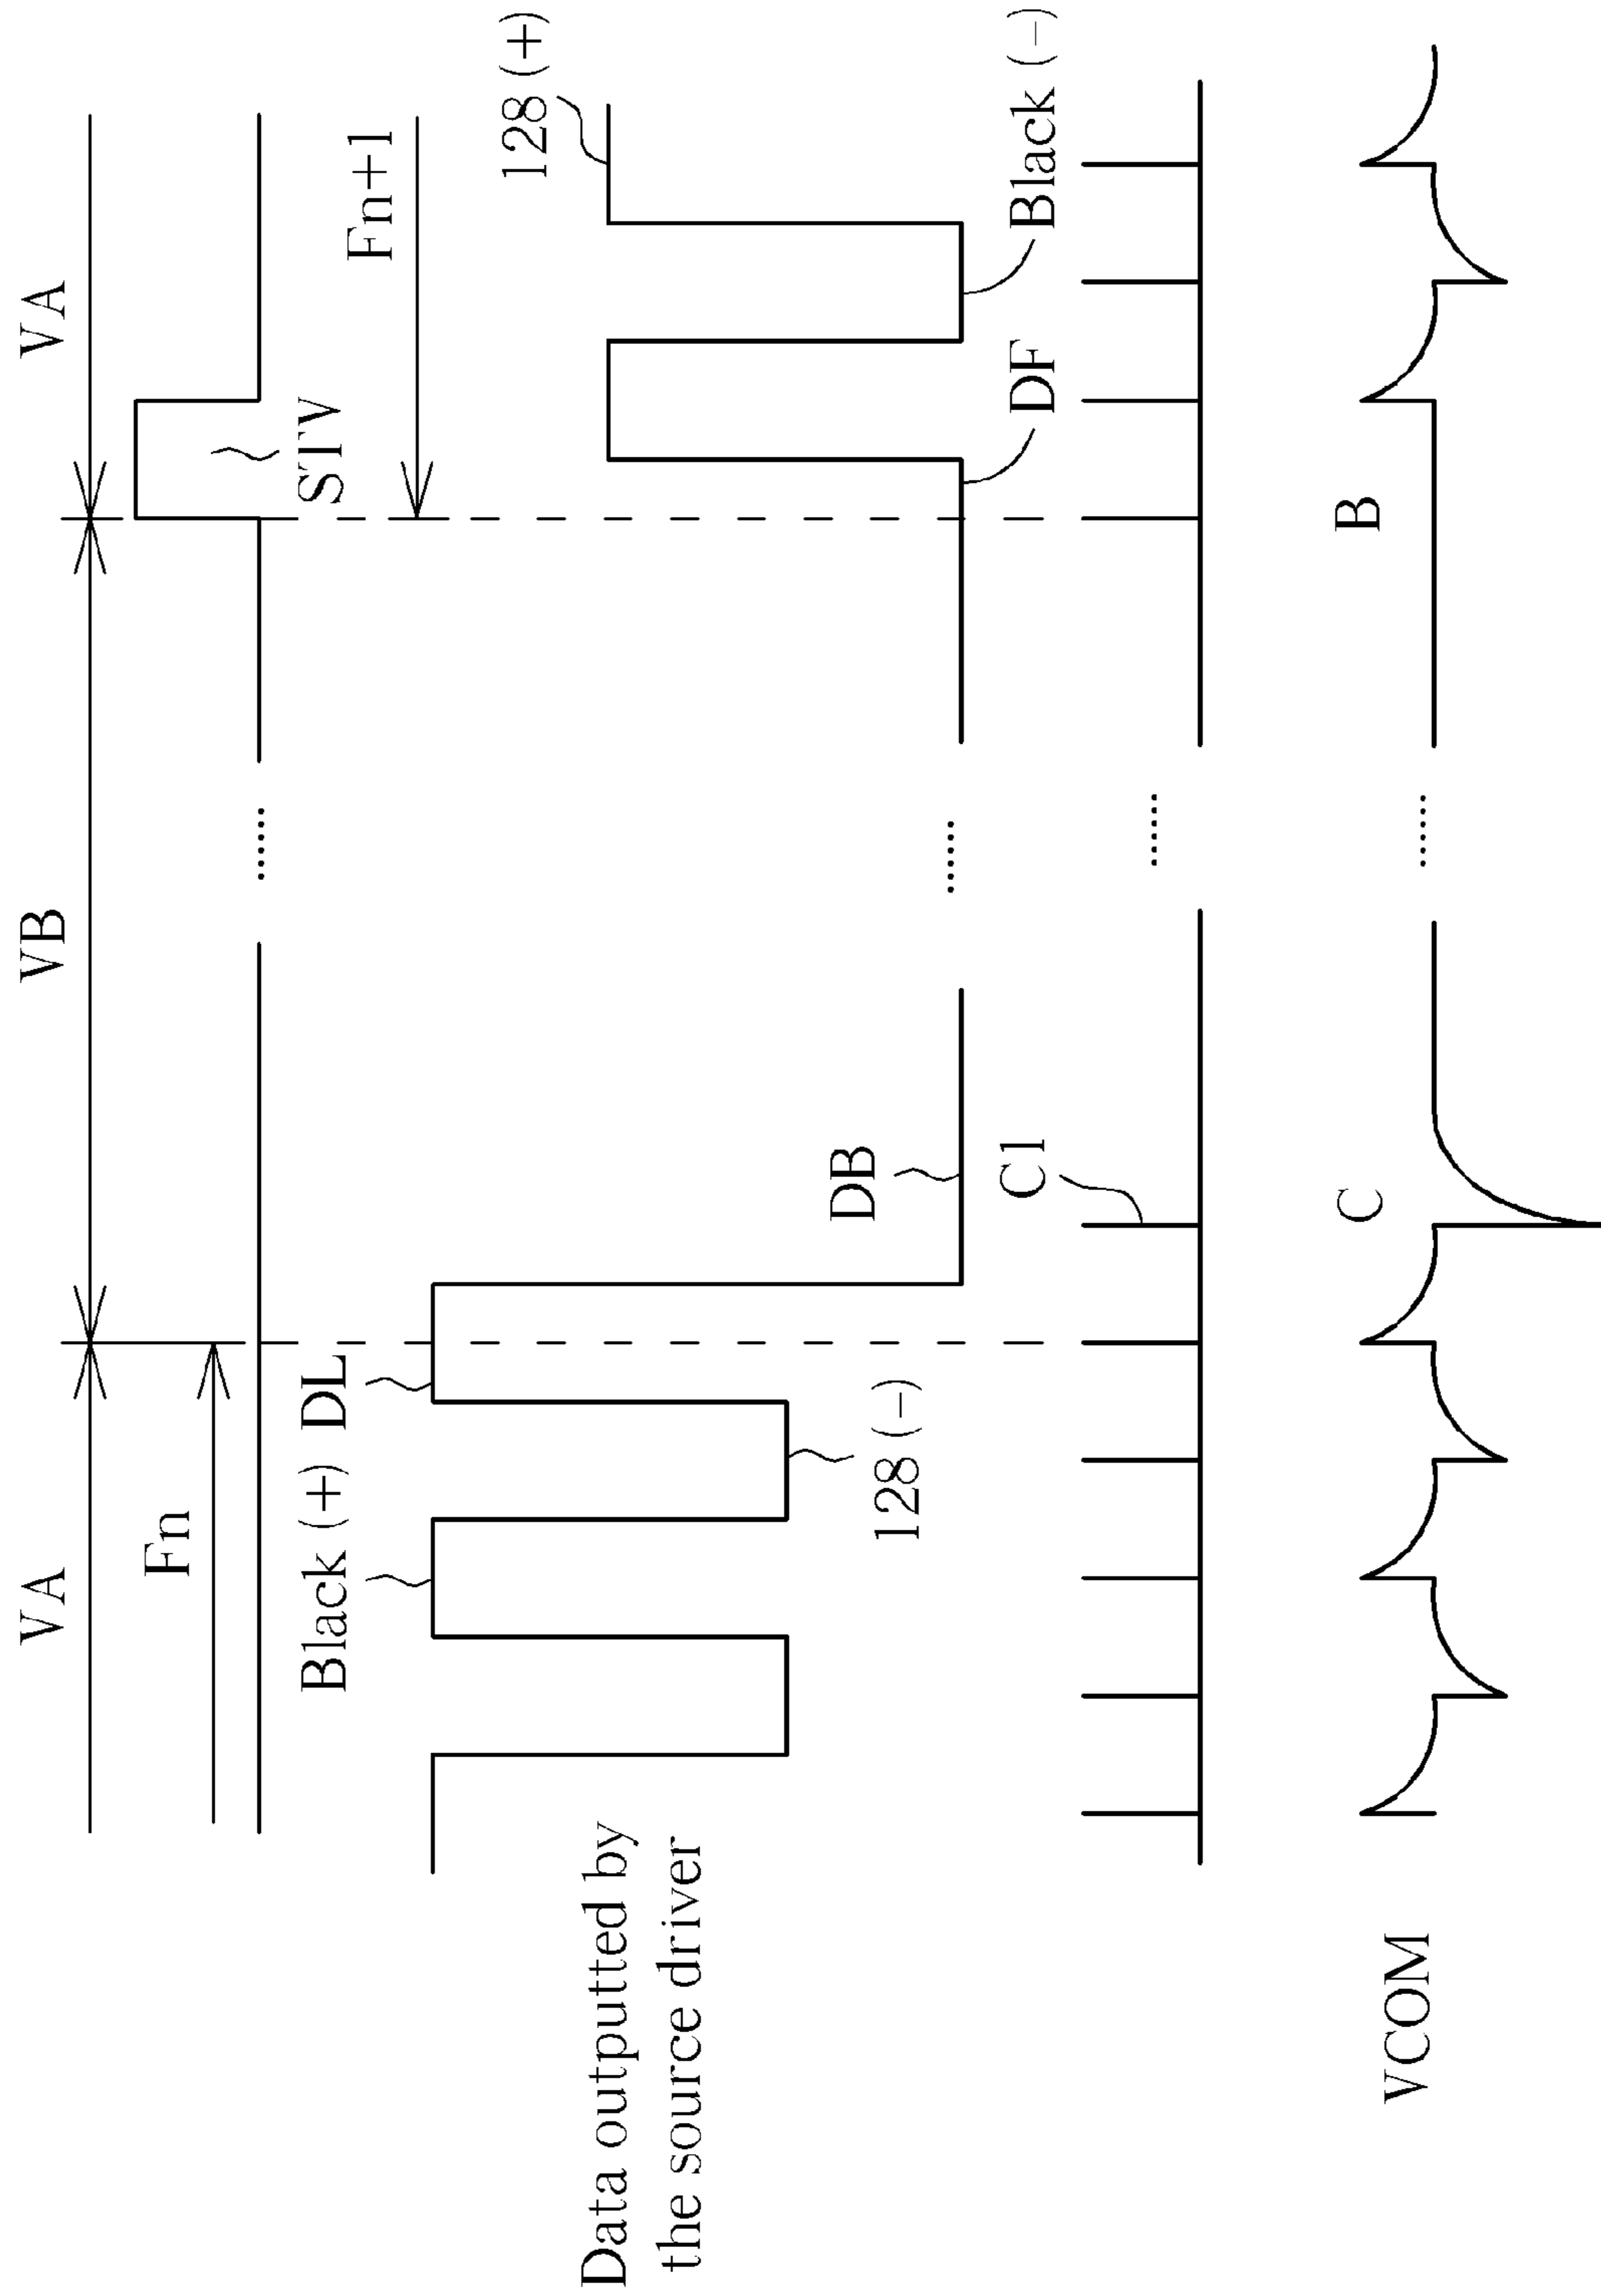 VA
VB
VA
Fn
STV
Fn+1
Black (+)
DL
128 (+)
Data outputted by
the source driver
128 (−)
DB
DF
Black (−)
C1
C
B
VCOM